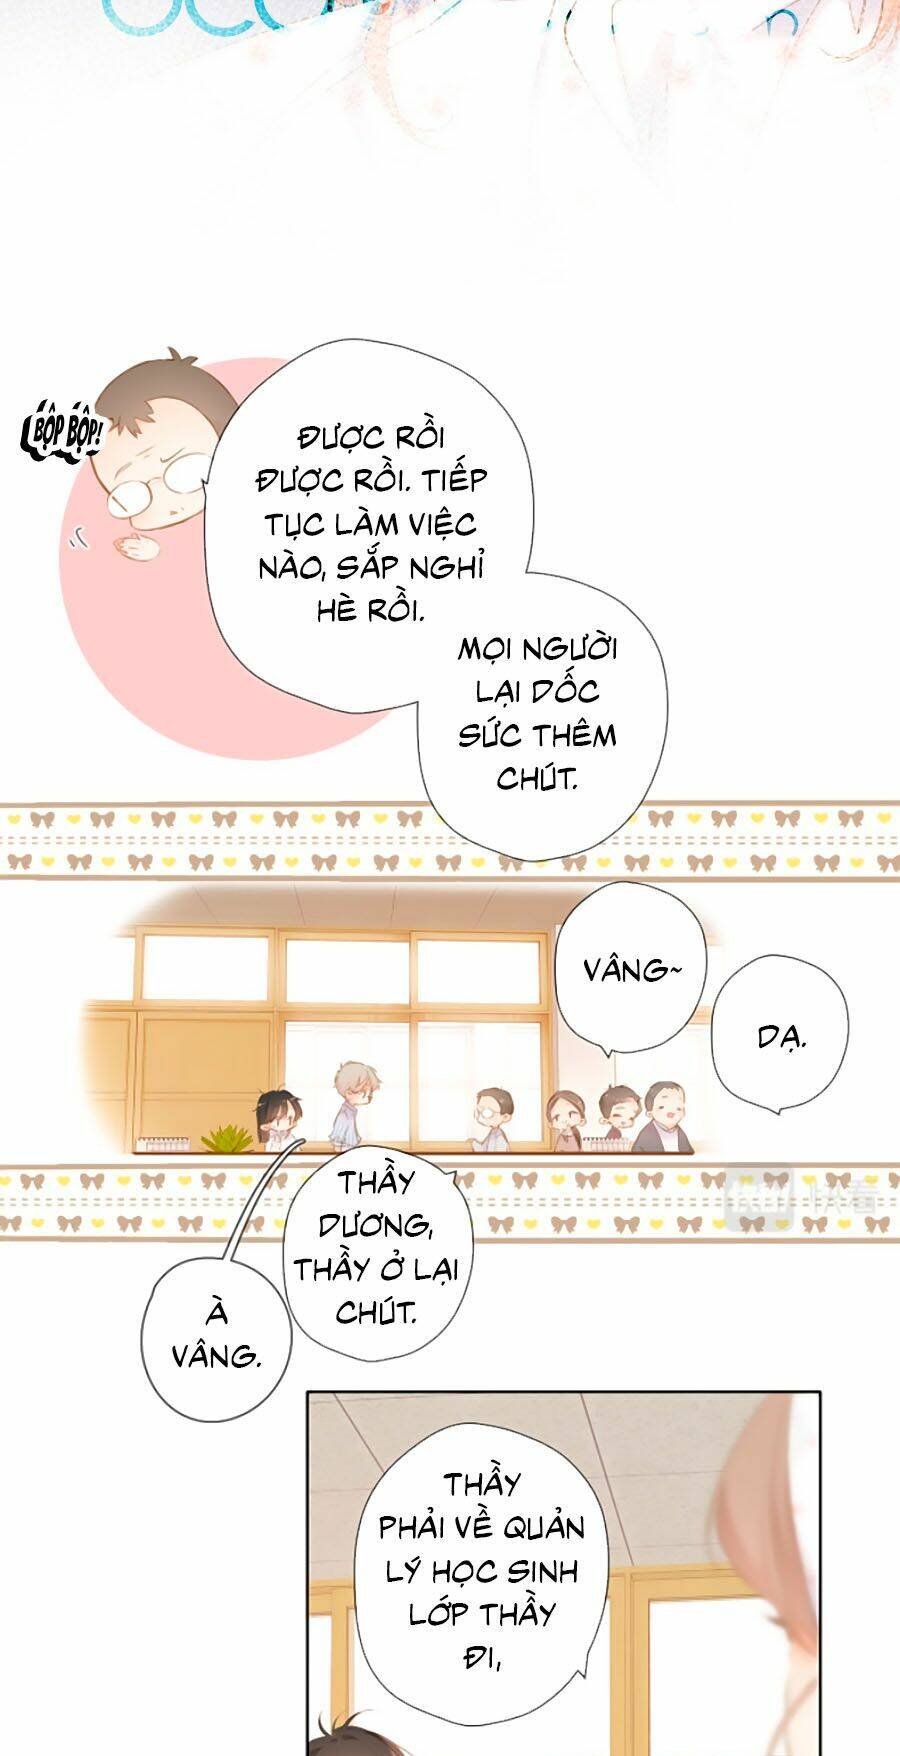 BỘP BỘP!
ĐƯỢC RỒI
ĐƯỢC RỒI. TIẾP
TỤC LÀM VIỆC
NÀO, SẮP NGHỈ
HÈ RỒI.
MỌI NGƯỜI
LẠI DỐC
SỨC THÊM
CHÚT.
VÂNG~
DẠ.
THẦY
DƯƠNG,
THẦY Ở LẠI
CHÚT.
À
VÂNG.
THẦY
PHẢI VỀ QUẢN
LÝ HỌC SINH
LỚP THẦY
ĐI,